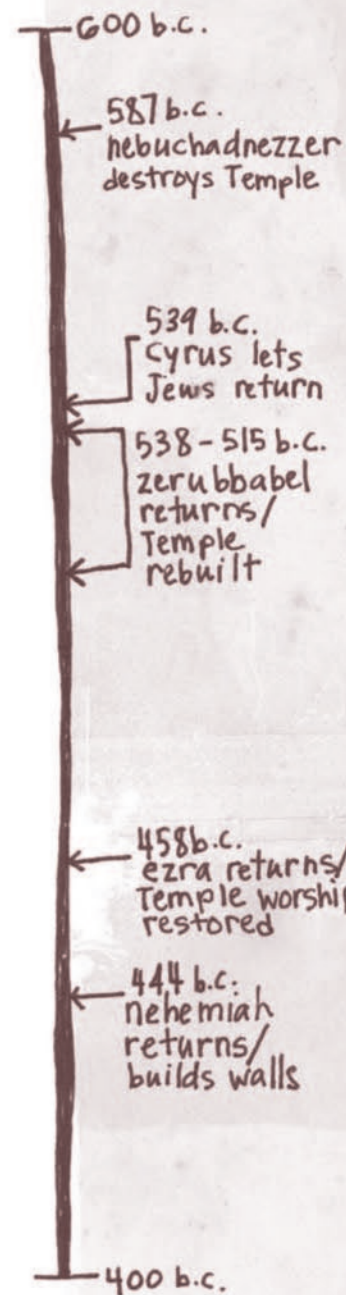 600 b.c.
587 b.c.
nebuchadnezzer
destroys Temple
539 b.c.
Cyrus lets
Jews return
538-515 b.c.
zerubbabel
returns/
Temple
rebuilt
458 b.c.
ezra returns/
Temple worship
restored
444 b.c.
nehemiah
returns/
builds walls
400 b.c.